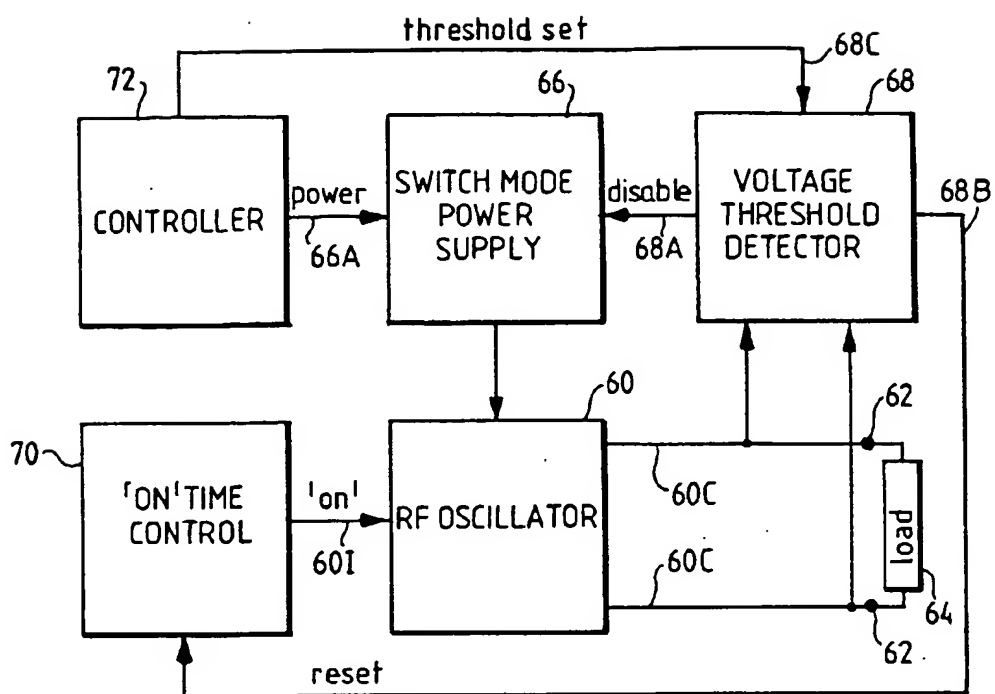 threshold set
68C
72
66
68
CONTROLLER
power
66A
SWITCH MODE
POWER
SUPPLY
disable
68A
VOLTAGE
THRESHOLD
DETECTOR
68B
60
62
70
'ON' TIME
CONTROL
'on'
60I
RF OSCILLATOR
60C
60C
load
64
62
reset